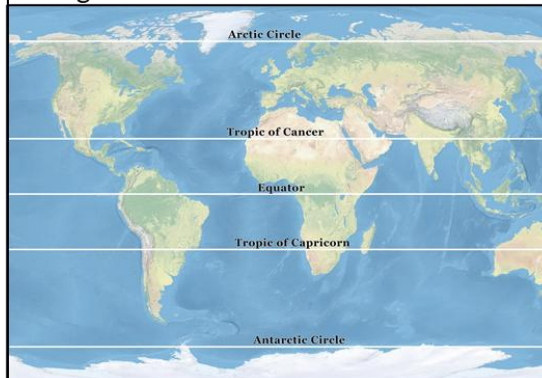 Arctic Circle
Tropic of Cancer
Equator
Tropic of Capricorn
Antarctic Circle